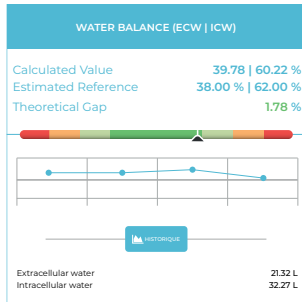 WATER BALANCE (ECW | ICW)
Calculated Value 39.78 | 60.22 %
Estimated Reference 38.00 % | 62.00 %
Theoretical Gap 1.78 %
HISTORIQUE
Extracellular water 21.32 L
Intracellular water 32.27 L